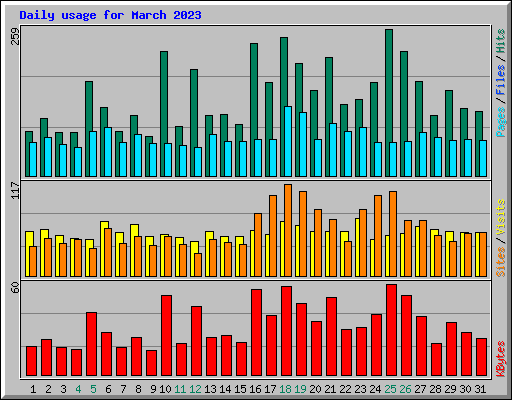 Daily usage for March 2023
259
Pages / Files / Hits
117
Sites / Visits
60
KBytes
1 2 3 4 5 6 7 8 9 10 11 12 13 14 15 16 17 18 19 20 21 22 23 24 25 26 27 28 29 30 31